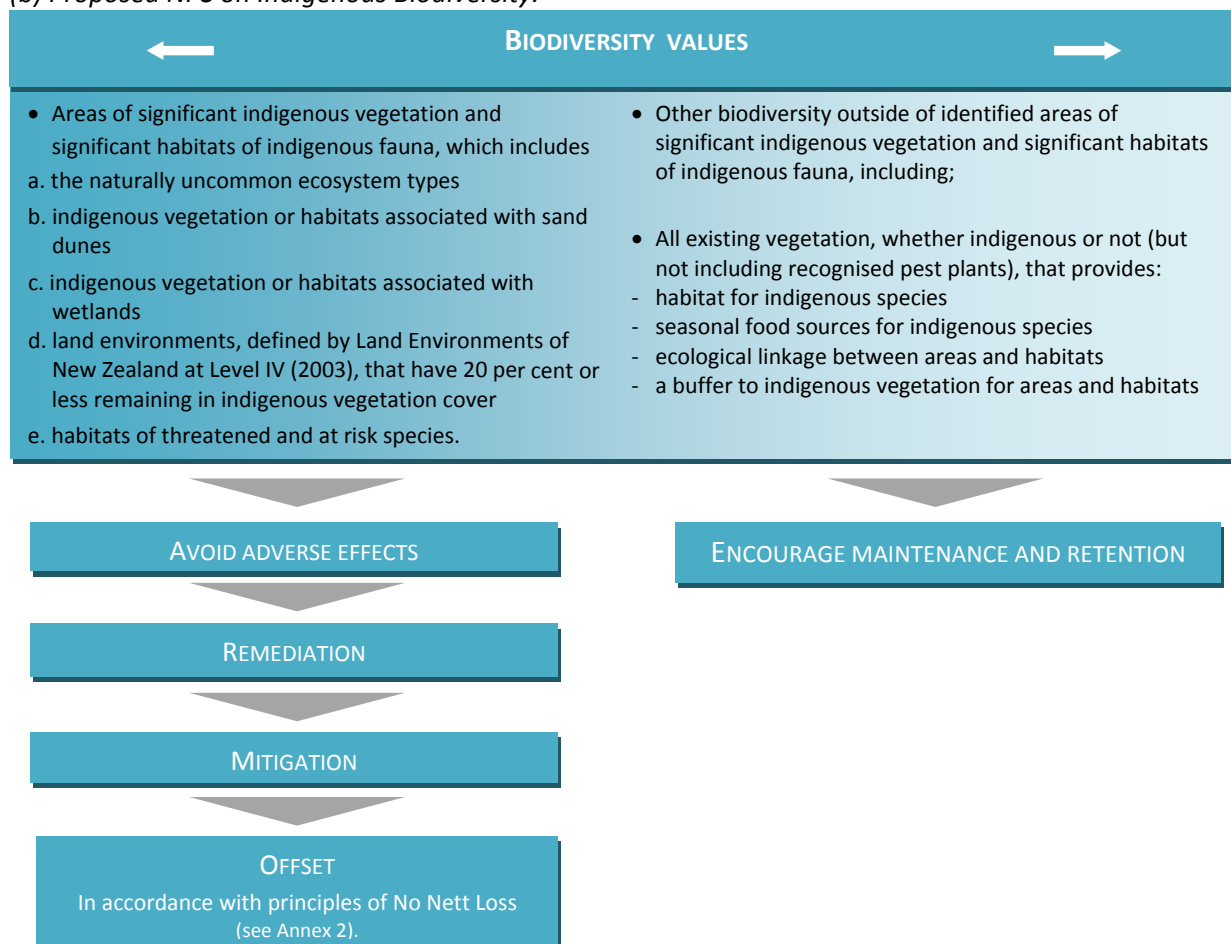 (b) Proposed NPS on Indigenous Biodiversity:
BIODIVERSITY VALUES
• Areas of significant indigenous vegetation and
significant habitats of indigenous fauna, which includes
a. the naturally uncommon ecosystem types
b. indigenous vegetation or habitats associated with sand
dunes
c. indigenous vegetation or habitats associated with
wetlands
d. land environments, defined by Land Environments of
New Zealand at Level IV (2003), that have 20 per cent or
less remaining in indigenous vegetation cover
e. habitats of threatened and at risk species.
• Other biodiversity outside of identified areas of
significant indigenous vegetation and significant habitats
of indigenous fauna, including;
• All existing vegetation, whether indigenous or not (but
not including recognised pest plants), that provides:
- habitat for indigenous species
- seasonal food sources for indigenous species
- ecological linkage between areas and habitats
- a buffer to indigenous vegetation for areas and habitats
AVOID ADVERSE EFFECTS
ENCOURAGE MAINTENANCE AND RETENTION
REMEDIATION
MITIGATION
OFFSET
In accordance with principles of No Nett Loss
(see Annex 2).